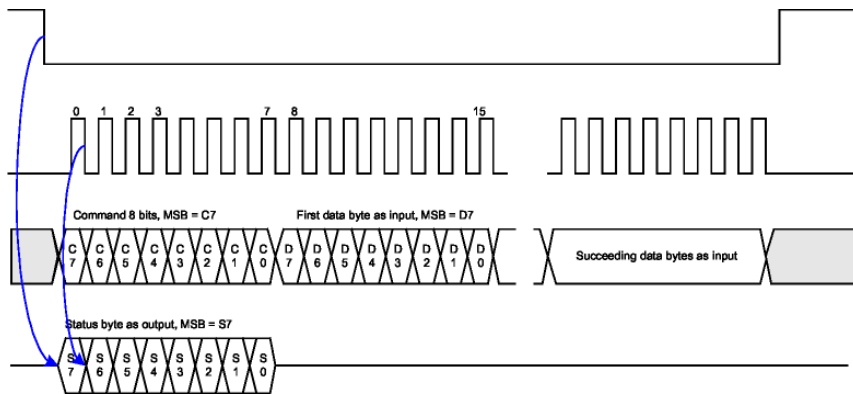 0 1 2 3 7 8 15
Command 8 bits, MSB = C7 First data byte as input, MSB = D7
C C C C C C C C D D D D D D D D
7 6 5 4 3 2 1 0 7 6 5 4 3 2 1 0
Succeeding data bytes as input
Status byte as output, MSB = S7
S S S S S S S S
7 6 5 4 3 2 1 0